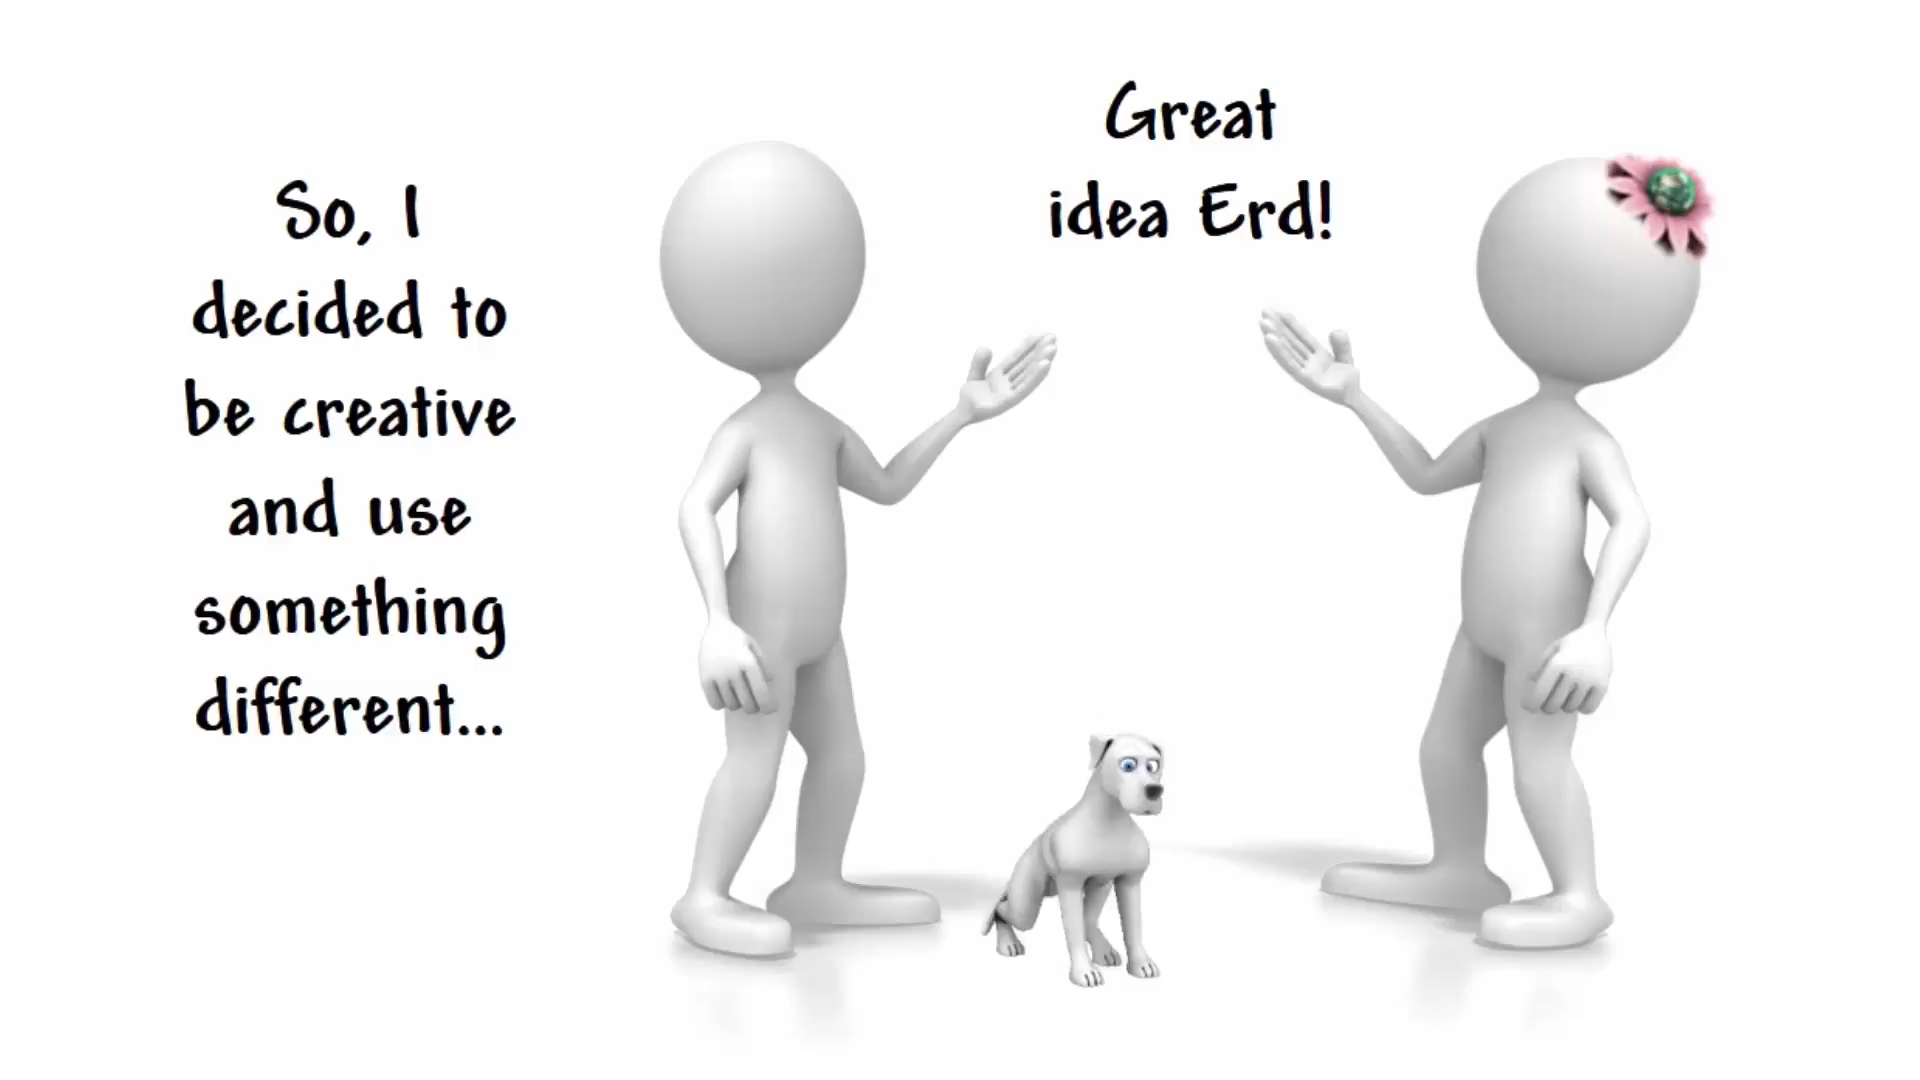 So, I
decided to
be creative
and use
something
different...
Great
idea Erd!